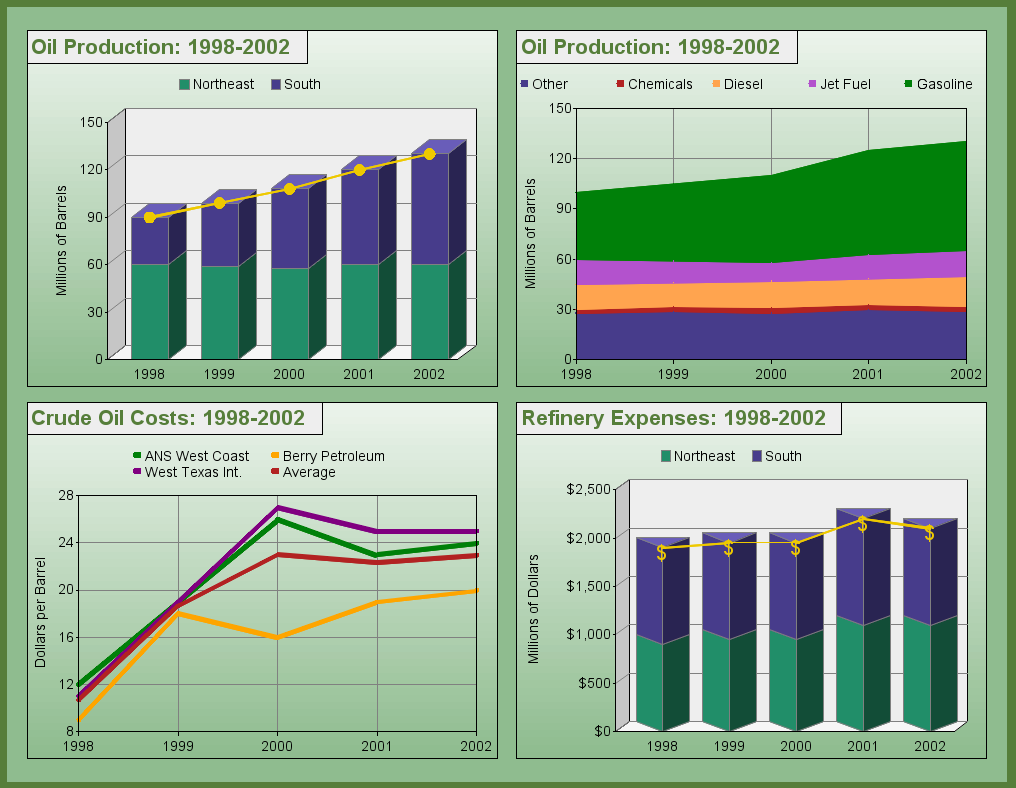 Oil Production: 1998-2002
Northeast South
Millions of Barrels
150
120
90
60
30
0
1998 1999 2000 2001 2002
Oil Production: 1998-2002
Other Chemicals Diesel Jet Fuel Gasoline
Millions of Barrels
150
120
90
60
30
0
1998 1999 2000 2001 2002
Crude Oil Costs: 1998-2002
ANS West Coast Berry Petroleum
West Texas Int. Average
Dollars per Barrel
28
24
20
16
12
8
1998 1999 2000 2001 2002
Refinery Expenses: 1998-2002
Northeast South
Millions of Dollars
$2,500
$2,000
$1,500
$1,000
$500
$0
$ $ $ $ $
1998 1999 2000 2001 2002